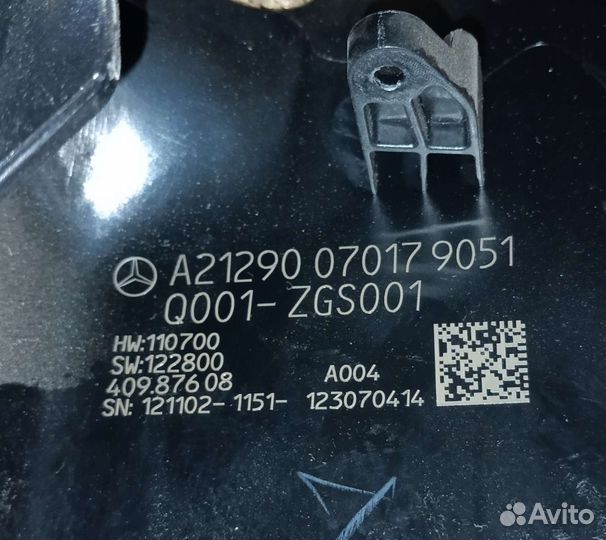 A21290 07017 9051
Q001-ZGS001
HW:110700
SW:122800
409.876 08 A004
SN: 121102-1151- 123070414
Avito